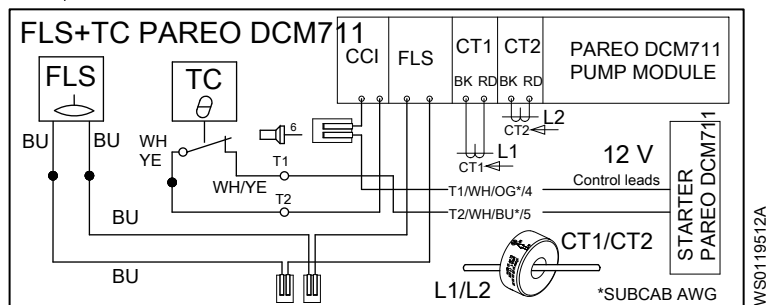 FLS+TC PAREO DCM711
FLS
TC
CCI
FLS
CT1
CT2
BK RD BK RD
PAREO DCM711
PUMP MODULE
BU
BU
WH
YE
6
WH/YE
T1
T2
CT1
L1
CT2
L2
12 V
Control leads
T1/WH/OG*/4
T2/WH/BU*/5
STARTER
PAREO DCM711
BU
BU
L1/L2
CT1/CT2
*SUBCAB AWG
WS0119512A